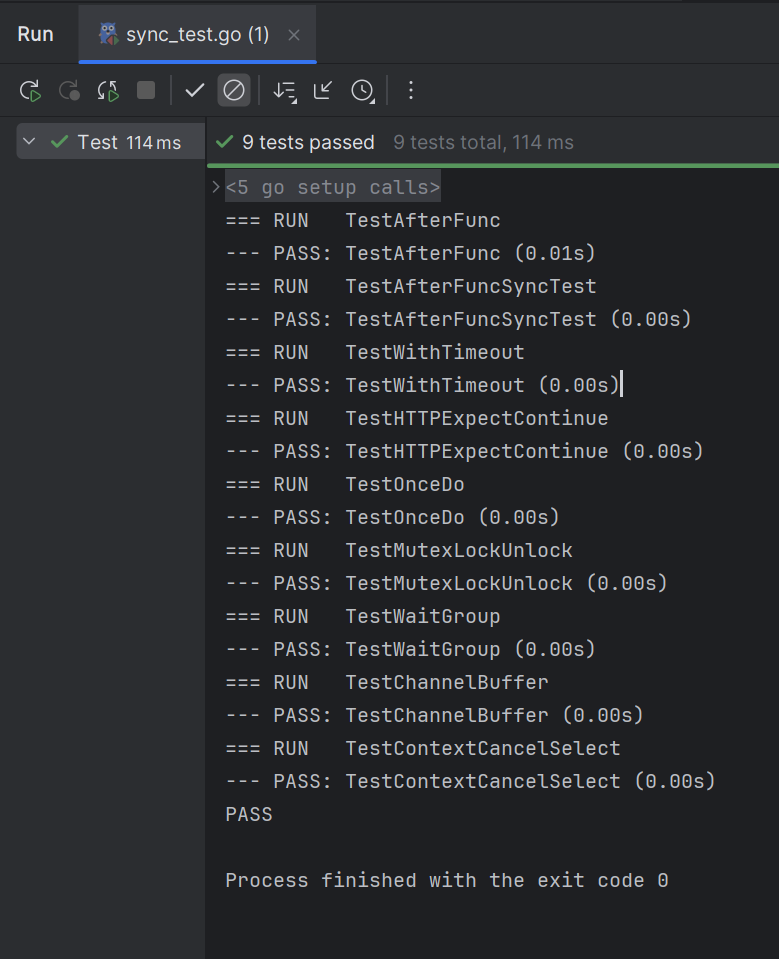 Run sync_test.go (1)
Test 114 ms
9 tests passed 9 tests total, 114 ms
<5 go setup calls>
=== RUN   TestAfterFunc
--- PASS: TestAfterFunc (0.01s)
=== RUN   TestAfterFuncSyncTest
--- PASS: TestAfterFuncSyncTest (0.00s)
=== RUN   TestWithTimeout
--- PASS: TestWithTimeout (0.00s)
=== RUN   TestHTTPExpectContinue
--- PASS: TestHTTPExpectContinue (0.00s)
=== RUN   TestOnceDo
--- PASS: TestOnceDo (0.00s)
=== RUN   TestMutexLockUnlock
--- PASS: TestMutexLockUnlock (0.00s)
=== RUN   TestWaitGroup
--- PASS: TestWaitGroup (0.00s)
=== RUN   TestChannelBuffer
--- PASS: TestChannelBuffer (0.00s)
=== RUN   TestContextCancelSelect
--- PASS: TestContextCancelSelect (0.00s)
PASS
Process finished with the exit code 0